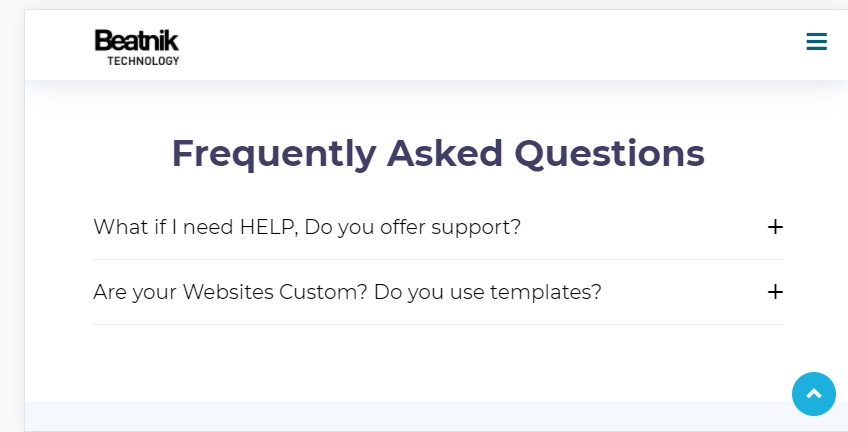 Beatnik
TECHNOLOGY
Frequently Asked Questions
What if I need HELP, Do you offer support?
Are your Websites Custom? Do you use templates?